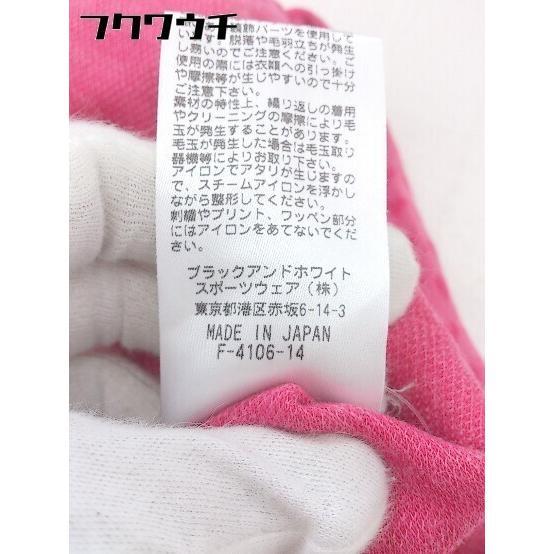 フクワウチ
装飾パーツを使用して
います。脱落や毛羽立ちが発生
し易いのでご注意ください。
使用の際には衣類への引っ掛け
や摩擦等が生じやすいので十分
ご注意下さい。
素材の特性上、繰り返しの着用
やクリーニングの摩擦により毛
玉が発生することがあります。
毛玉が発生した場合は毛玉取り
器機等によりお取り下さい。
アイロンでアタリが生じますの
で、スチームアイロンを浮かし
ながら整形してください。
刺繍やプリント、ワッペン部分
にはアイロンをあてないでくだ
さい。
ブラックアンドホワイト
スポーツウェア（株）
東京都港区赤坂6-14-3
MADE IN JAPAN
F-4106-14